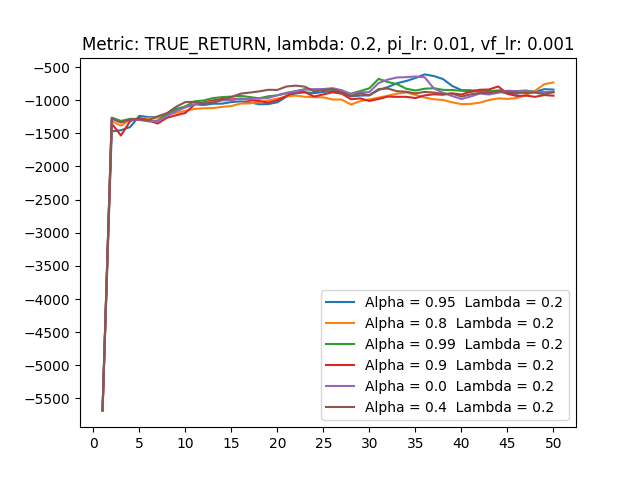 Metric: TRUE_RETURN, lambda: 0.2, pi_lr: 0.01, vf_lr: 0.001
−500
−1000
−1500
−2000
−2500
−3000
−3500
−4000
−4500
−5000
−5500
Alpha = 0.95  Lambda = 0.2
Alpha = 0.8  Lambda = 0.2
Alpha = 0.99  Lambda = 0.2
Alpha = 0.9  Lambda = 0.2
Alpha = 0.0  Lambda = 0.2
Alpha = 0.4  Lambda = 0.2
0 5 10 15 20 25 30 35 40 45 50